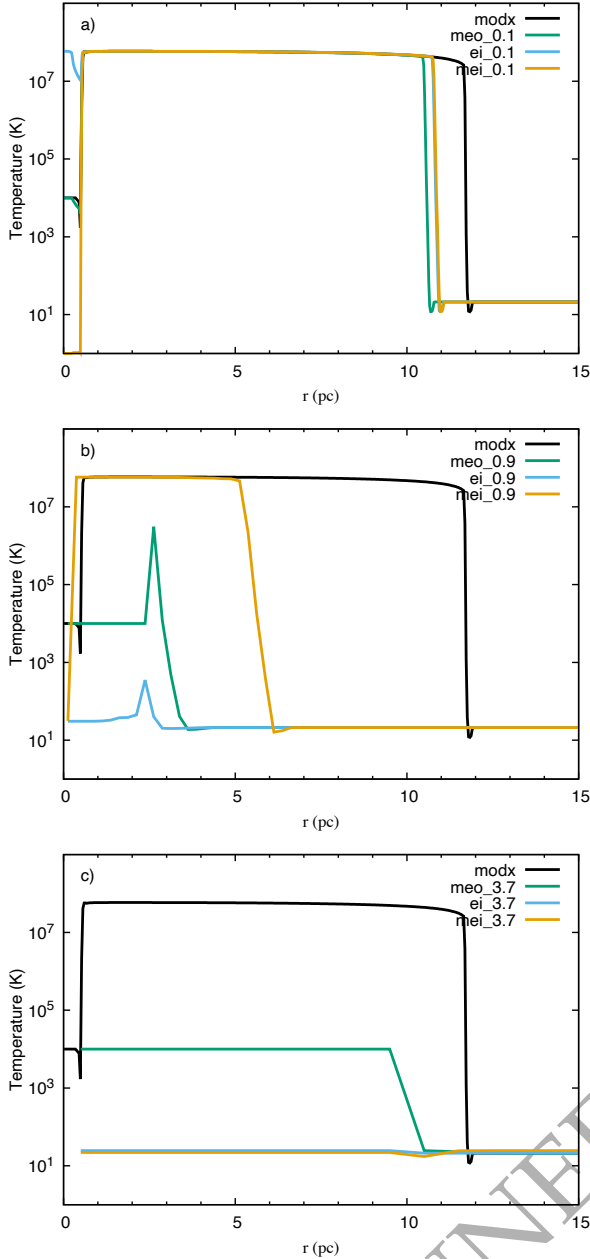 a)
modx
meo_0.1
ei_0.1
mei_0.1
Temperature (K)
10^7
10^5
10^3
10^1
0
5
10
15
r (pc)
b)
modx
meo_0.9
ei_0.9
mei_0.9
Temperature (K)
10^7
10^5
10^3
10^1
0
5
10
15
r (pc)
c)
modx
meo_3.7
ei_3.7
mei_3.7
Temperature (K)
10^7
10^5
10^3
10^1
0
5
10
15
r (pc)